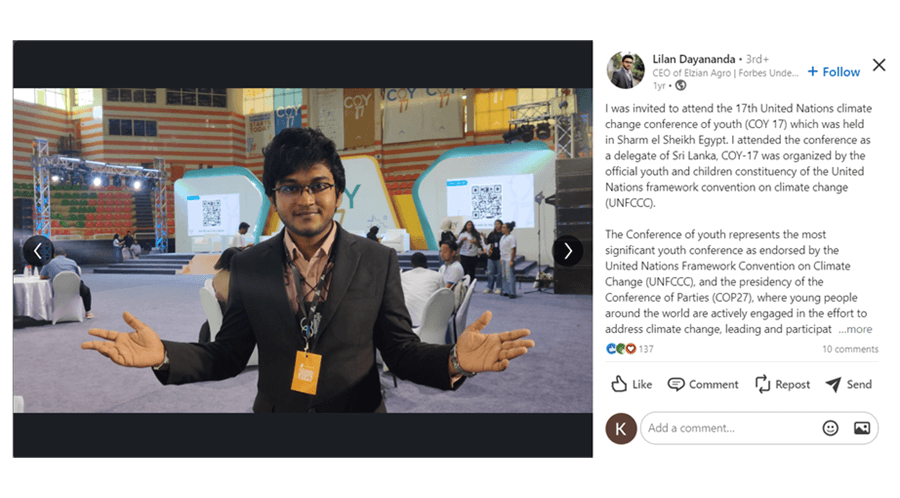 COY
17
COY
17
Lilan Dayananda • 3rd+
CEO of Elzian Agro | Forbes Unde...
1yr •
+ Follow
I was invited to attend the 17th United Nations climate
change conference of youth (COY 17) which was held
in Sharm el Sheikh Egypt. I attended the conference as
a delegate of Sri Lanka, COY-17 was organized by the
official youth and children constituency of the United
Nations framework convention on climate change
(UNFCCC).
The Conference of youth represents the most
significant youth conference as endorsed by the
United Nations Framework Convention on Climate
Change (UNFCCC), and the presidency of the
Conference of Parties (COP27), where young people
around the world are actively engaged in the effort to
address climate change, leading and participat ...more
137
10 comments
Like
Comment
Repost
Send
K
Add a comment...